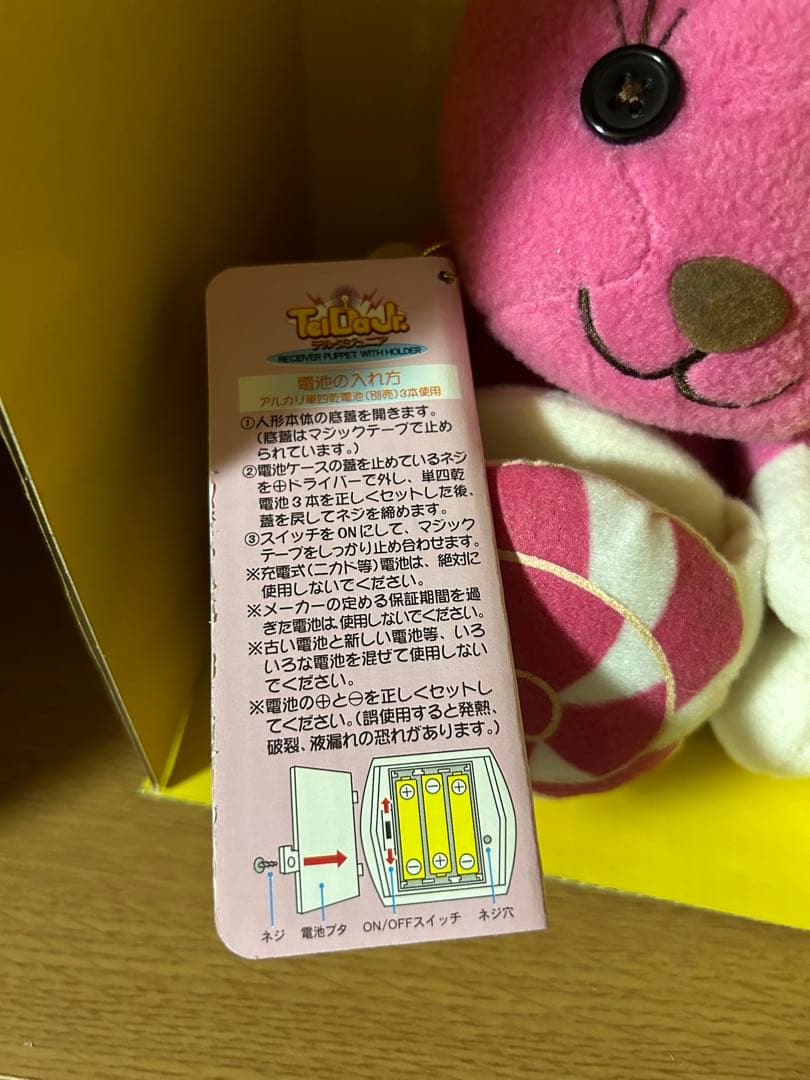 TelDaJr.
テルダジュニア
RECEIVER PUPPET WITH HOLDER
電池の入れ方
アルカリ単四乾電池(別売)3本使用
①人形本体の底蓋を開きます。
(底蓋はマジックテープで止め
られています。)
②電池ケースの蓋を止めているネジ
を⊕ドライバーで外し、単四乾
電池3本を正しくセットした後、
蓋を戻してネジを締めます。
③スイッチをONにして、マジック
テープをしっかり止め合わせます。
※充電式(ニカド等)電池は、絶対に
使用しないでください。
※メーカーの定める保証期間を過
ぎた電池は使用しないでください。
※古い電池と新しい電池等、いろ
いろな電池を混ぜて使用しない
でください。
※電池の⊕と⊖を正しくセットし
てください。(誤使用すると発熱、
破裂、液漏れの恐れがあります。)
ネジ 電池ブタ ON/OFFスイッチ ネジ穴